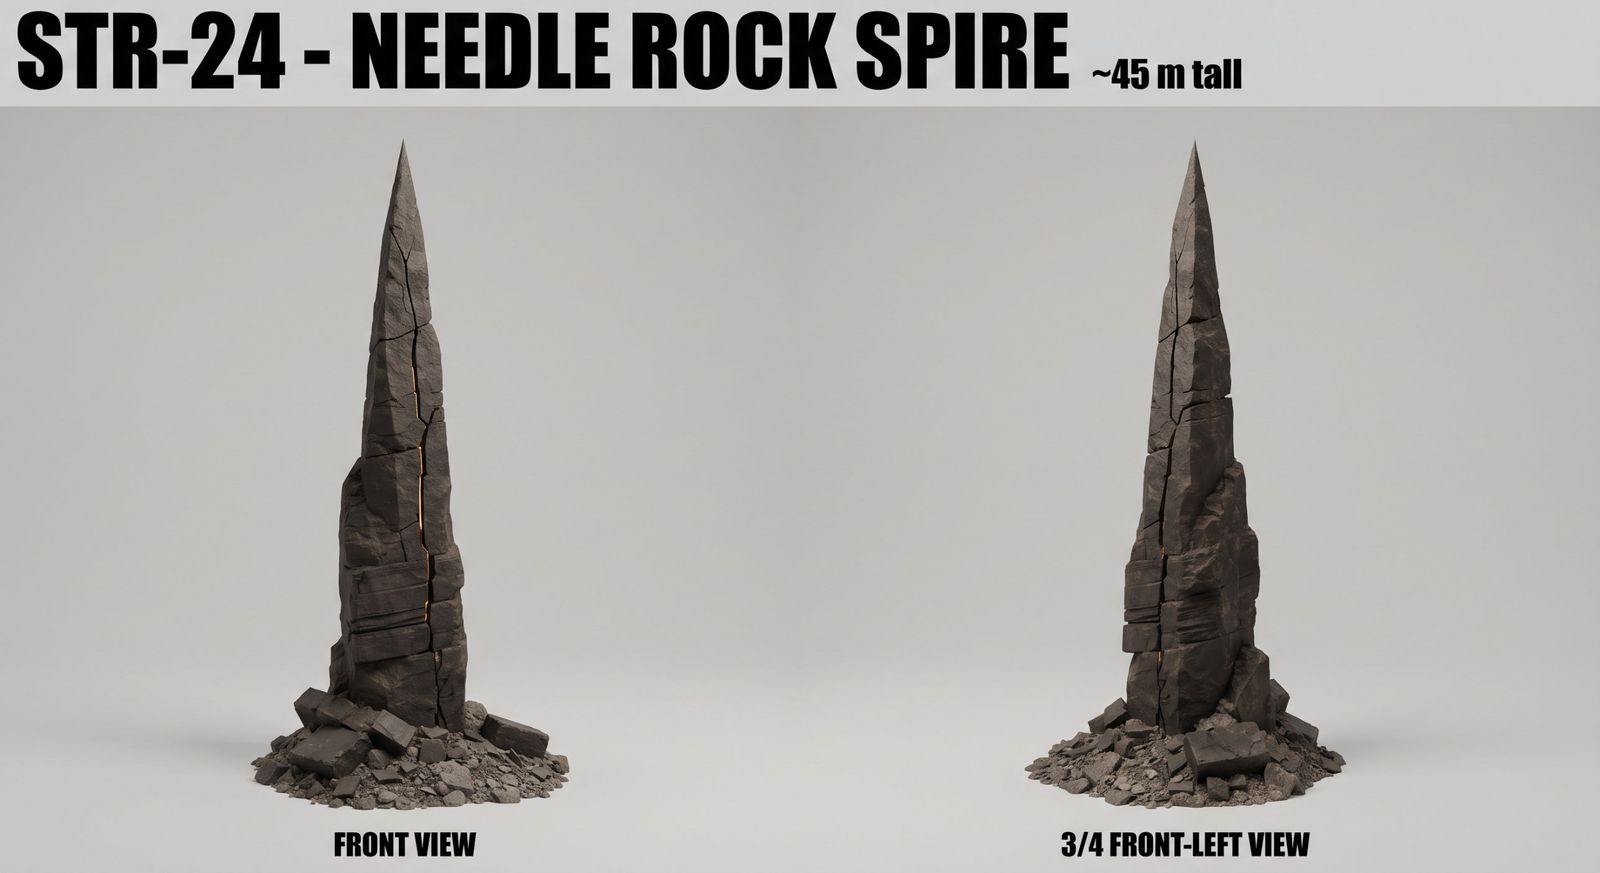 STR-24 - NEEDLE ROCK SPIRE ~45 m tall
FRONT VIEW
3/4 FRONT-LEFT VIEW